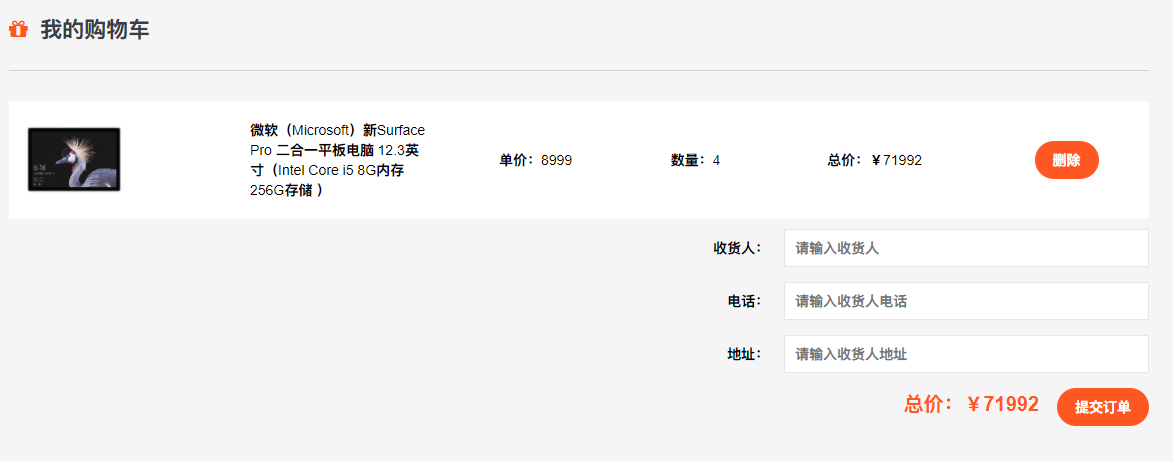 我的购物车
微软（Microsoft）新Surface
Pro 二合一平板电脑 12.3英
寸（Intel Core i5 8G内存
256G存储 ）
单价：8999
数量：4
总价：￥71992
删除
收货人：
请输入收货人
电话：
请输入收货人电话
地址：
请输入收货人地址
总价：￥71992
提交订单